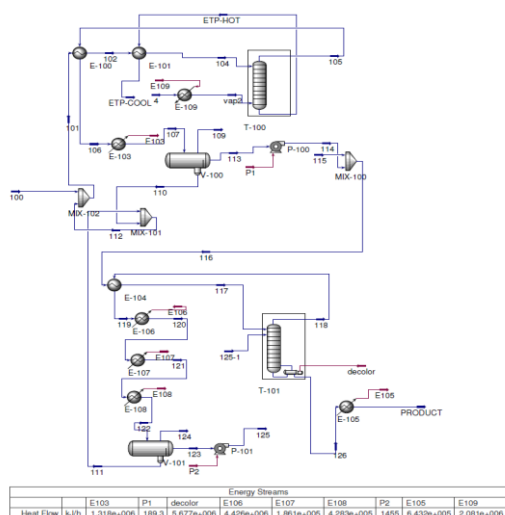 ETP-HOT
102
E-100
E-101
104
105
E109
ETP-COOL
4
E-109
vap2
T-100
101
106
E-103
E103
107
109
V-100
113
P-100
P1
114
115
MIX-100
100
MIX-102
110
112
MIX-101
116
E-104
117
118
119
E106
120
E-106
E107
121
E-107
125-1
T-101
decolor
E108
E-108
E105
E-105
PRODUCT
122
124
123
125
V-101
P-101
P2
111
126
Energy Streams
E103 P1 decolor E106 E107 E108 P2 E105 E109
Heat Flow kJ/h 1.318e+006 189.3 5.677e+006 4.426e+006 1.861e+005 4.283e+005 1455 6.432e+005 2.081e+006